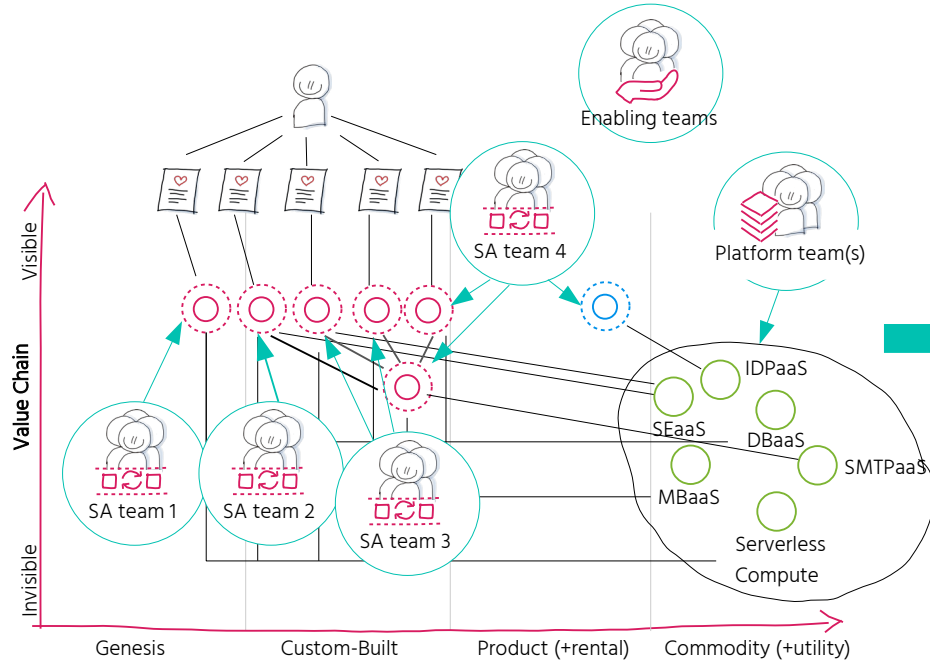 Enabling teams
SA team 4
Platform team(s)
Visible
Value Chain
Invisible
IDPaaS
SEaaS
DBaaS
SMTPaaS
MBaaS
Serverless
Compute
SA team 1
SA team 2
SA team 3
Genesis
Custom-Built
Product (+rental)
Commodity (+utility)